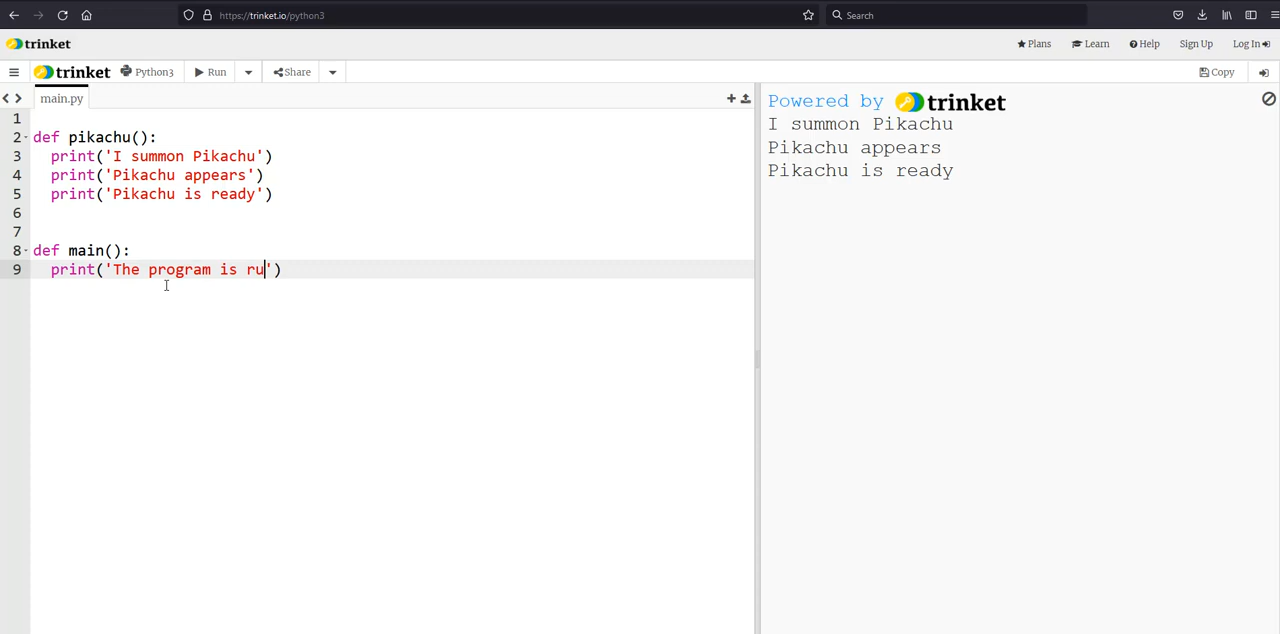 https://trinket.io/python3
Search
trinket
Plans Learn Help Sign Up Log In
trinket Python3 Run Share Copy
main.py
1
2 def pikachu():
3 print('I summon Pikachu')
4 print('Pikachu appears')
5 print('Pikachu is ready')
6
7
8 def main():
9 print('The program is ru')
Powered by trinket
I summon Pikachu
Pikachu appears
Pikachu is ready